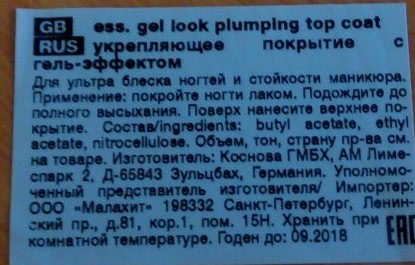 GB ess. gel look plumping top coat
RUS укрепляющее покрытие с
гель-эффектом
Для ультра блеска ногтей и стойкости маникюра.
Применение: покройте ногти лаком. Подождите до
полного высыхания. Поверх нанесите верхнее по-
крытие. Состав/ingredients: butyl acetate, ethyl
acetate, nitrocellulose. Объем, тон, страну пр-ва см.
на товаре. Изготовитель: Коснова ГМБХ, АМ Лиме-
спарк 2, Д-65843 Зульцбах, Германия. Уполномо-
ченный представитель изготовителя/ Импортер:
ООО «Малахит» 198332 Санкт-Петербург, Ленин-
ский пр., д.81, кор.1, пом. 15Н. Хранить при
комнатной температуре. Годен до: 09.2018
EAC